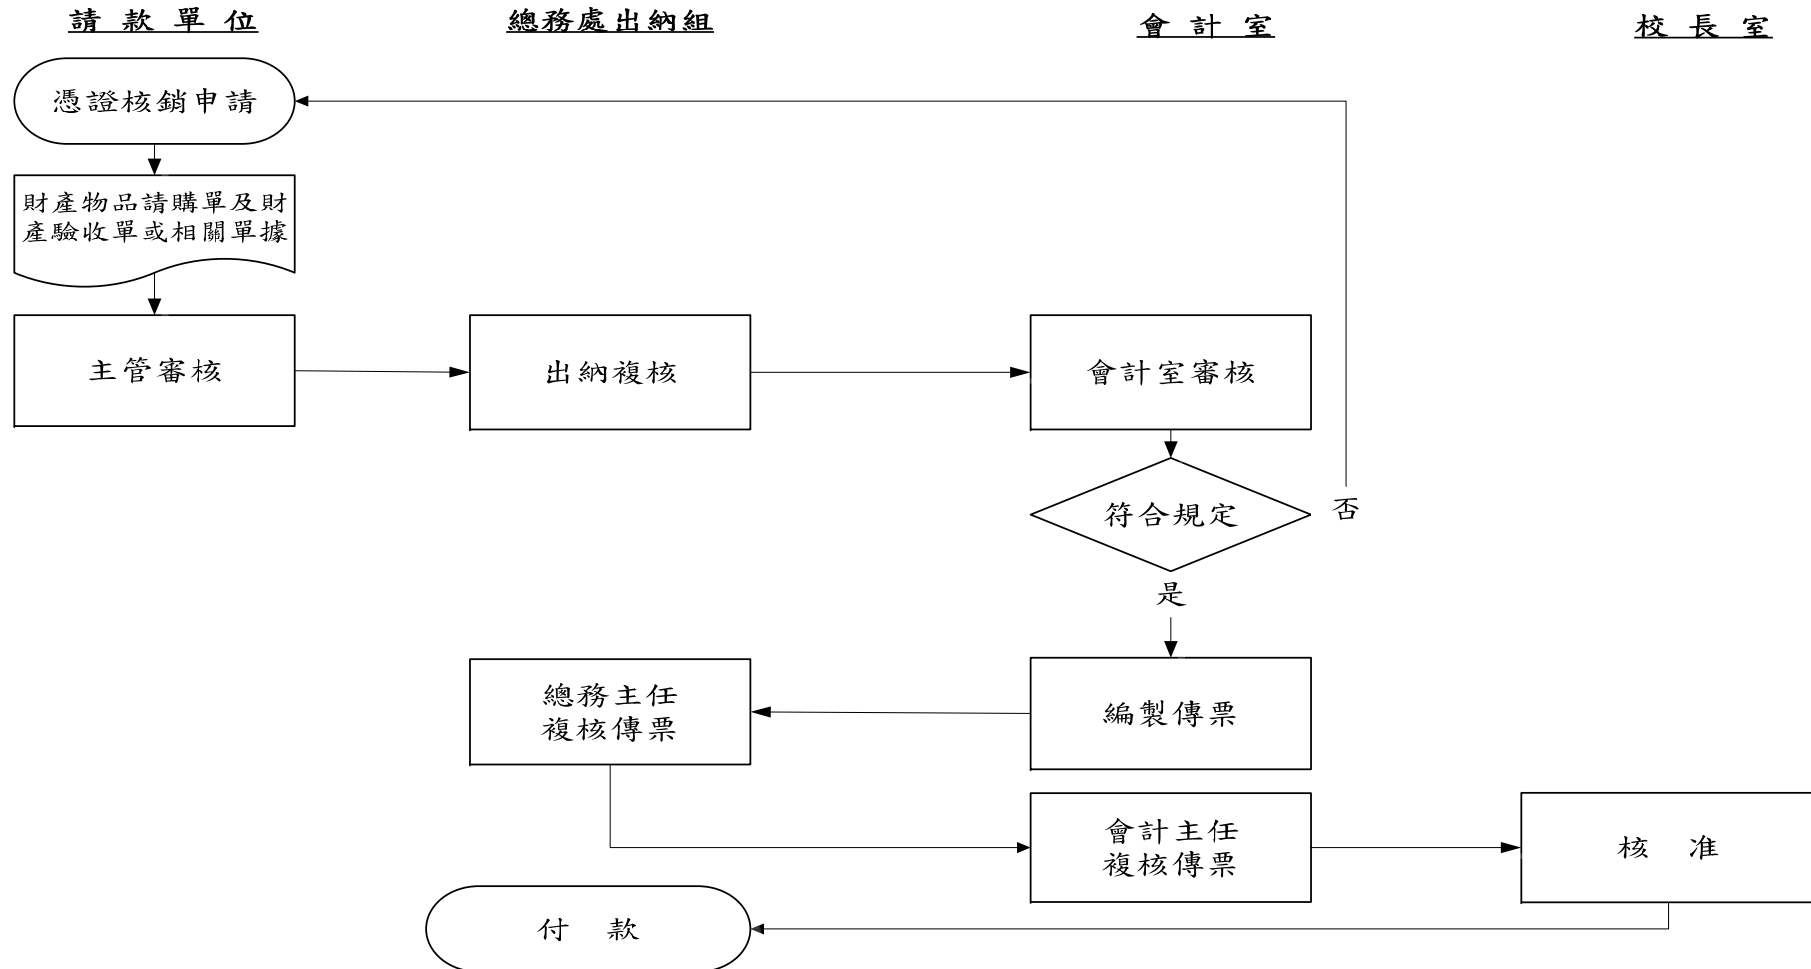 請款單位
總務處出納組
會計室
校長室
憑證核銷申請
財產物品請購單及財
產驗收單或相關單據
主管審核
出納複核
會計室審核
符合規定
否
是
總務主任
複核傳票
編製傳票
會計主任
複核傳票
核 准
付 款